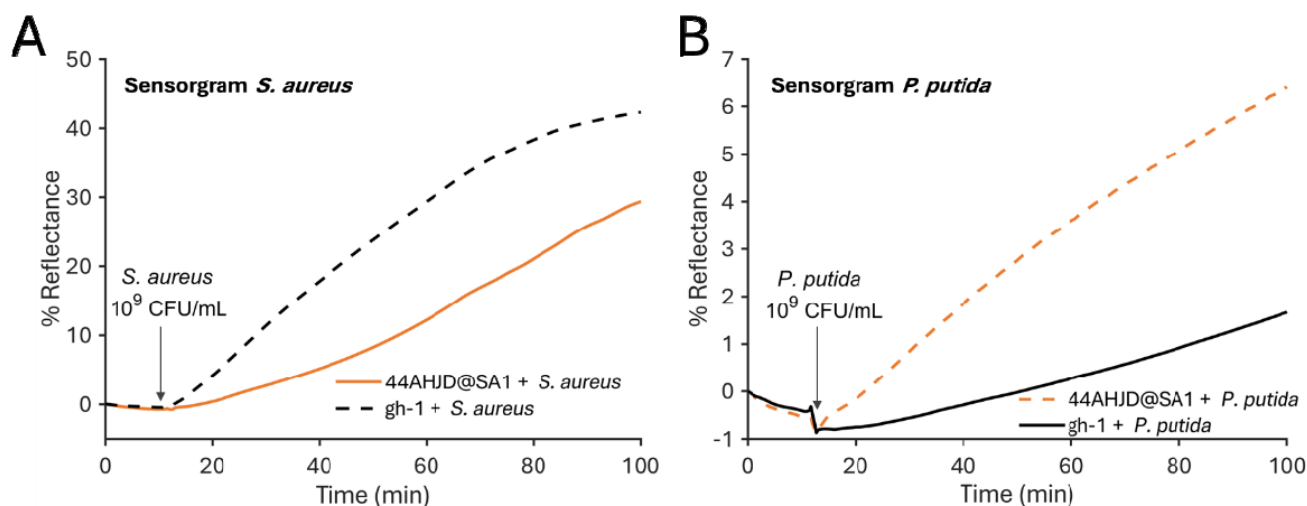 A
Sensorgram S. aureus
% Reflectance
50
40
30
20
10
0
S. aureus
10⁹ CFU/mL
44AHJD@SA1 + S. aureus
gh-1 + S. aureus
0 20 40 60 80 100
Time (min)
B
Sensorgram P. putida
% Reflectance
7
6
5
4
3
2
1
0
-1
P. putida
10⁹ CFU/mL
44AHJD@SA1 + P. putida
gh-1 + P. putida
0 20 40 60 80 100
Time (min)